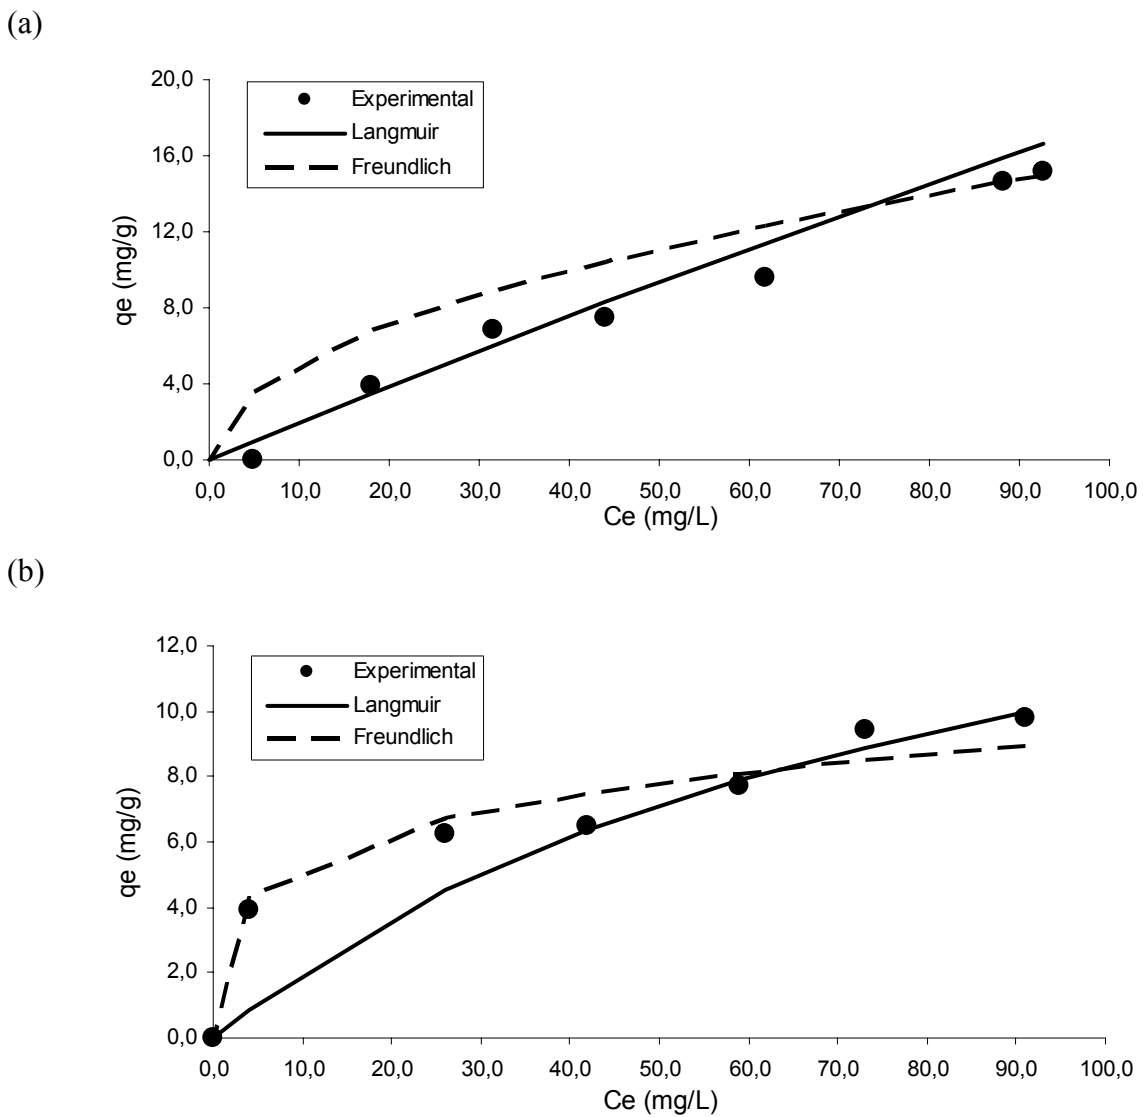 (a)
20,0
16,0
12,0
8,0
4,0
0,0
qe (mg/g)
Experimental
Langmuir
Freundlich
0,0 10,0 20,0 30,0 40,0 50,0 60,0 70,0 80,0 90,0 100,0
Ce (mg/L)
(b)
12,0
10,0
8,0
6,0
4,0
2,0
0,0
qe (mg/g)
Experimental
Langmuir
Freundlich
0,0 10,0 20,0 30,0 40,0 50,0 60,0 70,0 80,0 90,0 100,0
Ce (mg/L)